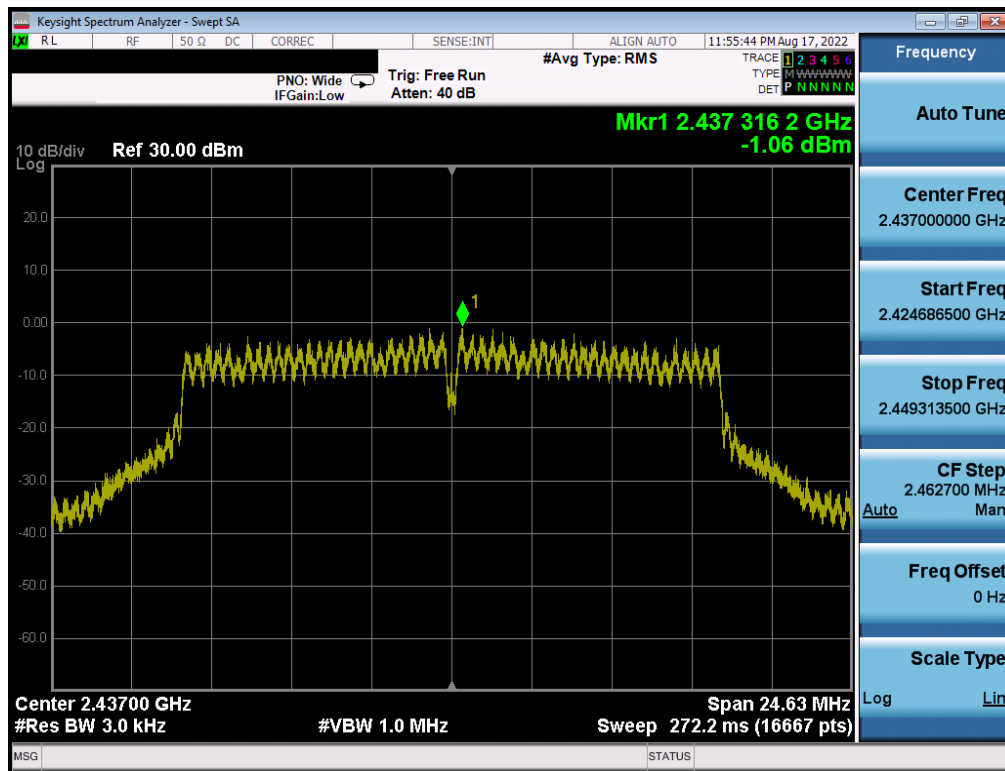 Keysight Spectrum Analyzer - Swept SA
LXI RL RF 50 Ω DC CORREC SENSE:INT ALIGN AUTO 11:55:44 PM Aug 17, 2022
#Avg Type: RMS
TRACE 1 2 3 4 5 6
PNO: Wide Trig: Free Run
TYPE M WWWWW
IFGain:Low Atten: 40 dB
DET P N N N N N
Mkr1 2.437 316 2 GHz
-1.06 dBm
10 dB/div Ref 30.00 dBm
Log
20.0
10.0
0.00
1
-10.0
-20.0
-30.0
-40.0
-50.0
-60.0
Center 2.43700 GHz Span 24.63 MHz
#Res BW 3.0 kHz #VBW 1.0 MHz Sweep 272.2 ms (16667 pts)
MSG STATUS
Frequency
Auto Tune
Center Freq
2.437000000 GHz
Start Freq
2.424686500 GHz
Stop Freq
2.449313500 GHz
CF Step
2.462700 MHz
Auto Man
Freq Offset
0 Hz
Scale Type
Log Lin